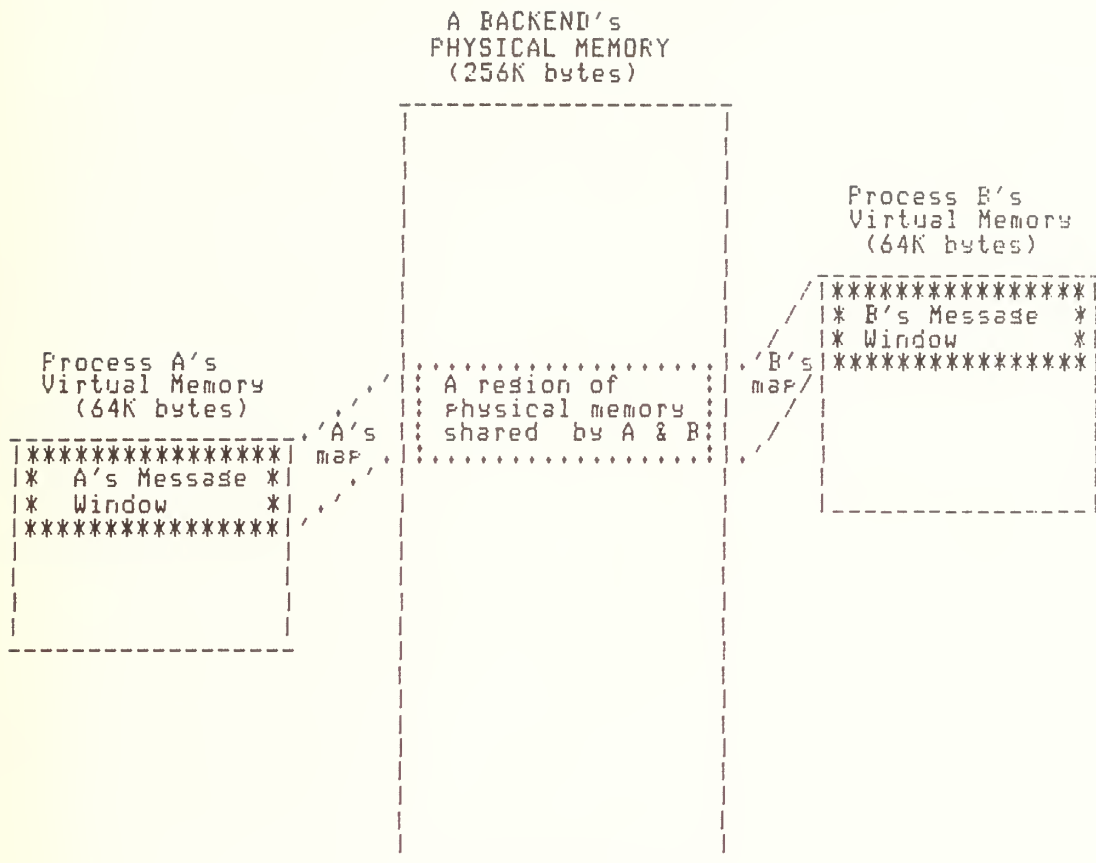 A BACKEND's
PHYSICAL MEMORY
(256K bytes)
Process B's
Virtual Memory
(64K bytes)
* B's Message *
* Window *
Process A's
Virtual Memory
(64K bytes)
'A's
map
A region of
physical memory
shared by A & B
'B's
map
* A's Message *
* Window *